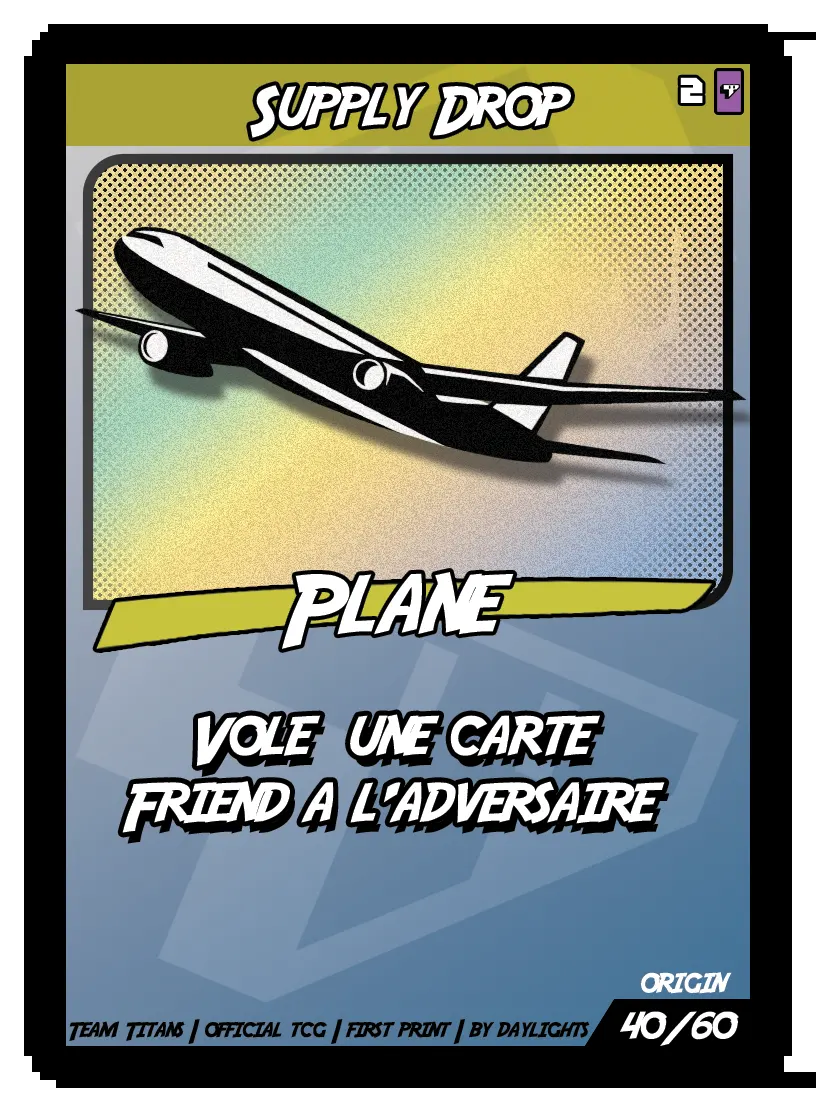 Supply Drop
2
Plane
Vole une carte
Friend a l'adversaire
Origin
Team Titans | Official TCG | First Print | By Daylights
40/60